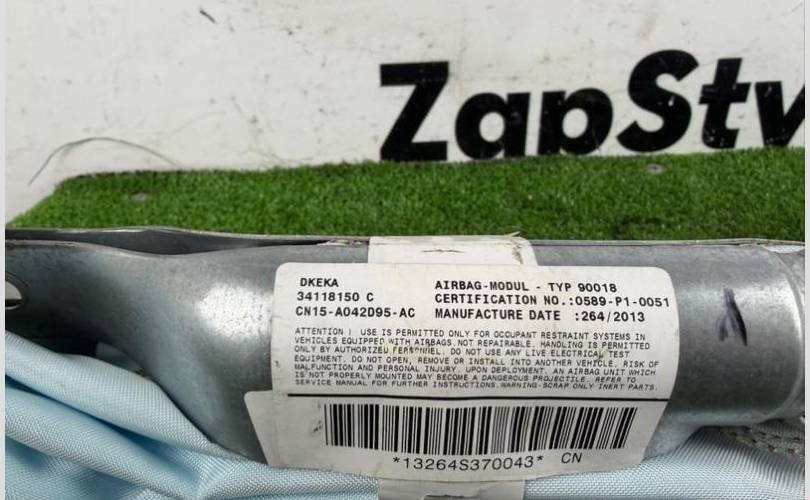 ZapSty
DKEKA
34118150 C
CN15-A042D95-AC
AIRBAG-MODUL - TYP 90018
CERTIFICATION NO.:0589-P1-0051
MANUFACTURE DATE :264/2013
ATTENTION | USE IS PERMITTED ONLY FOR OCCUPANT RESTRAINT SYSTEMS IN
VEHICLES EQUIPPED WITH AIRBAGS.NOT REPAIRABLE. HANDLING IS PERMITTED
ONLY BY AUTHORIZED PERSONNEL. DO NOT USE ANY LIVE ELECTRICAL TEST
EQUIPMENT. DO NOT OPEN, REMOVE OR INSTALL INTO ANOTHER VEHICLE. RISK OF
MALFUNCTION AND PERSONAL INJURY. UPON DEPLOYMENT, AN AIRBAG UNIT WHICH
IS NOT PROPERLY MOUNTED MAY BECOME A DANGEROUS PROJECTILE. REFER TO
SERVICE MANUAL FOR FURTHER INSTRUCTIONS.WARNING-SCRAP ONLY INERT PARTS.
*13264S370043* CN